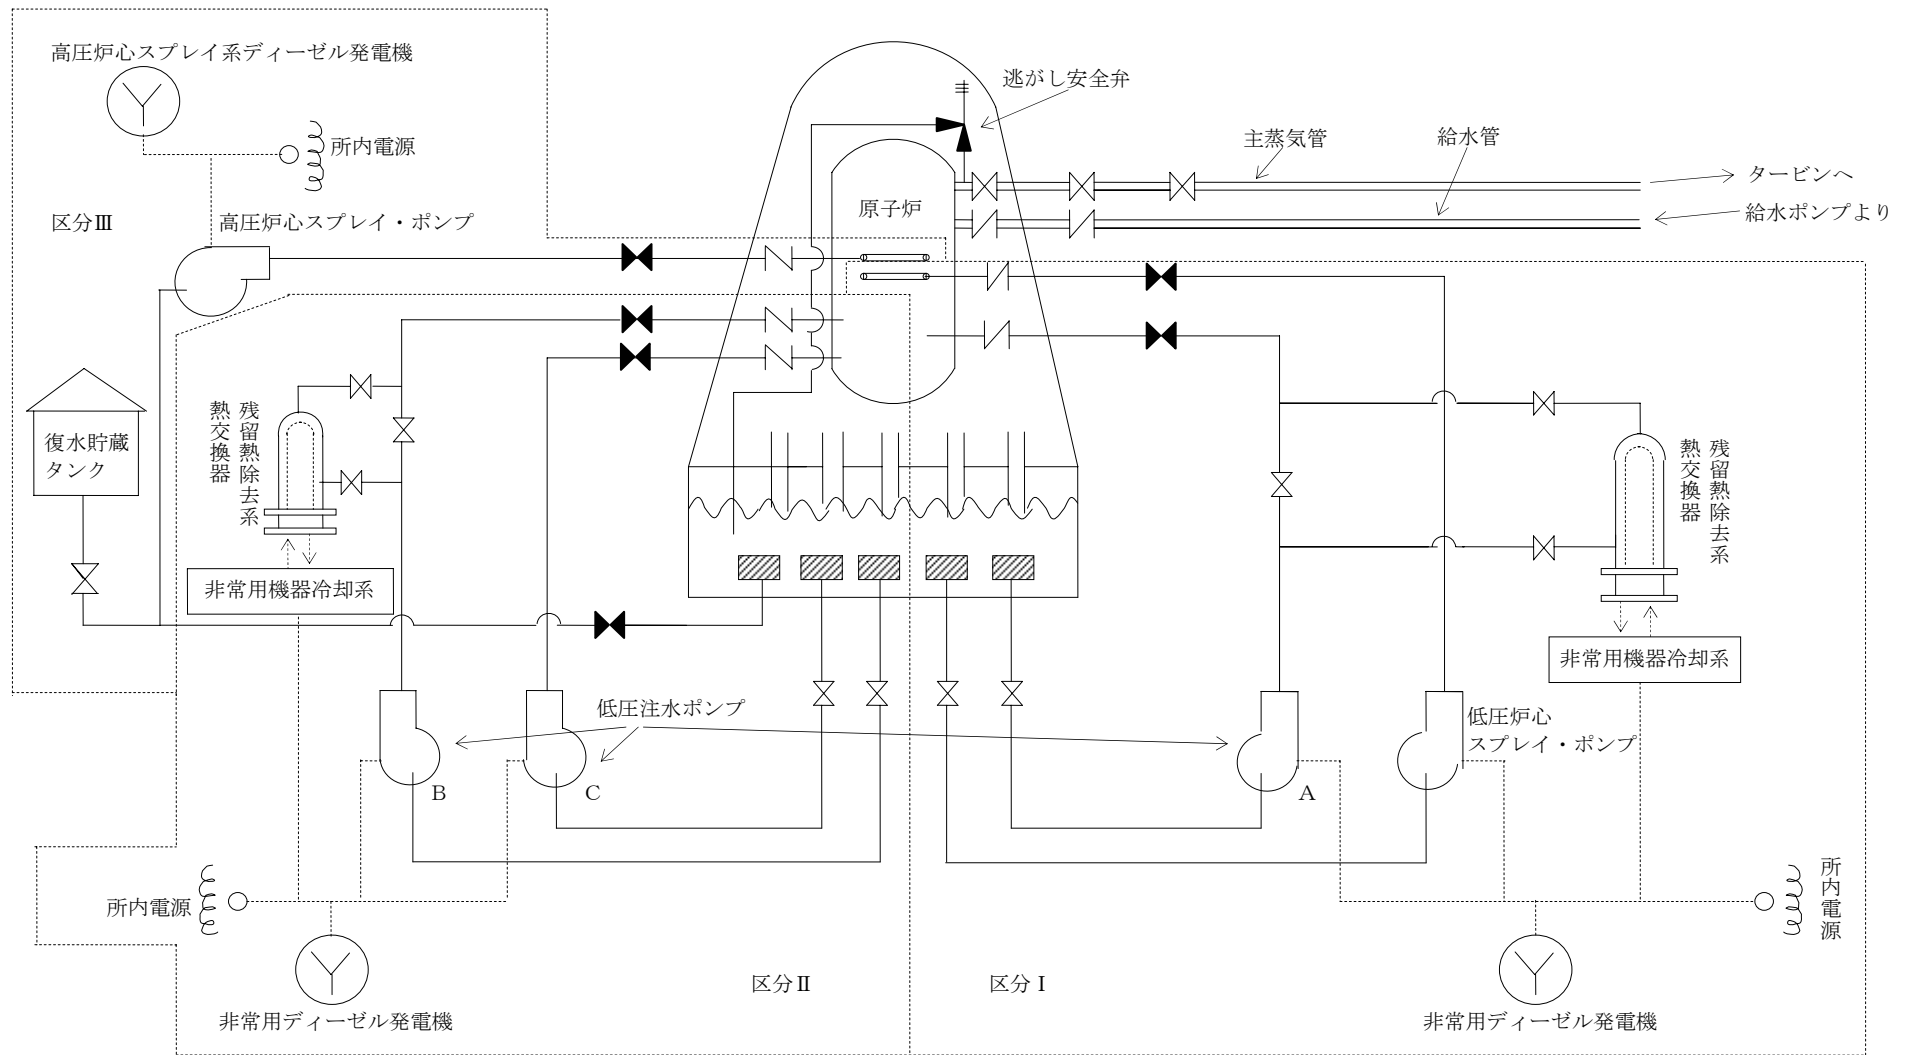 高圧炉心スプレイ系ディーゼル発電機
所内電源
区分Ⅲ
高圧炉心スプレイ・ポンプ
逃がし安全弁
主蒸気管
給水管
タービンへ
給水ポンプより
原子炉
復水貯蔵
タンク
残留熱除去系
熱交換器
非常用機器冷却系
残留熱除去系
熱交換器
非常用機器冷却系
低圧注水ポンプ
B
C
A
低圧炉心
スプレイ・ポンプ
所内電源
非常用ディーゼル発電機
区分Ⅱ
区分Ⅰ
所内電源
非常用ディーゼル発電機